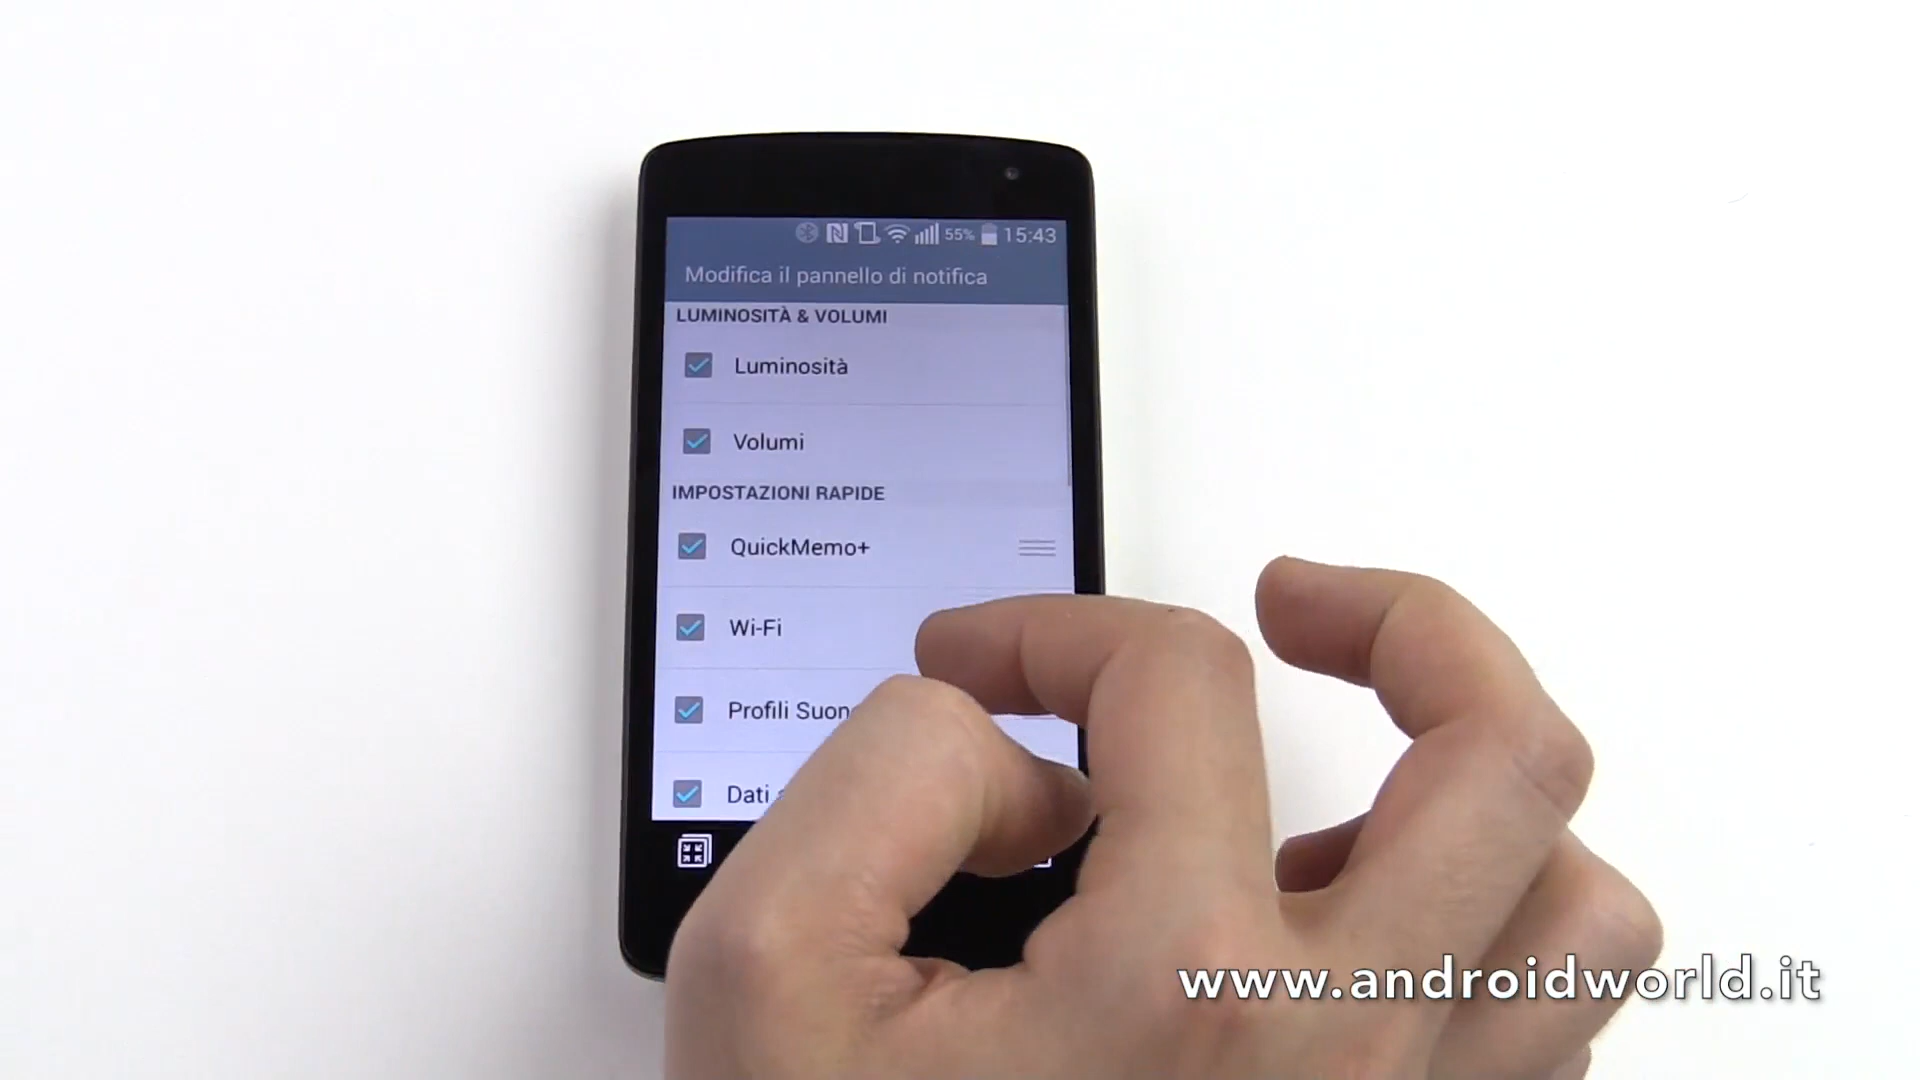 55% 15:43
Modifica il pannello di notifica
LUMINOSITÀ & VOLUMI
Luminosità
Volumi
IMPOSTAZIONI RAPIDE
QuickMemo+
Wi-Fi
Profili
Dati
www.androidworld.it